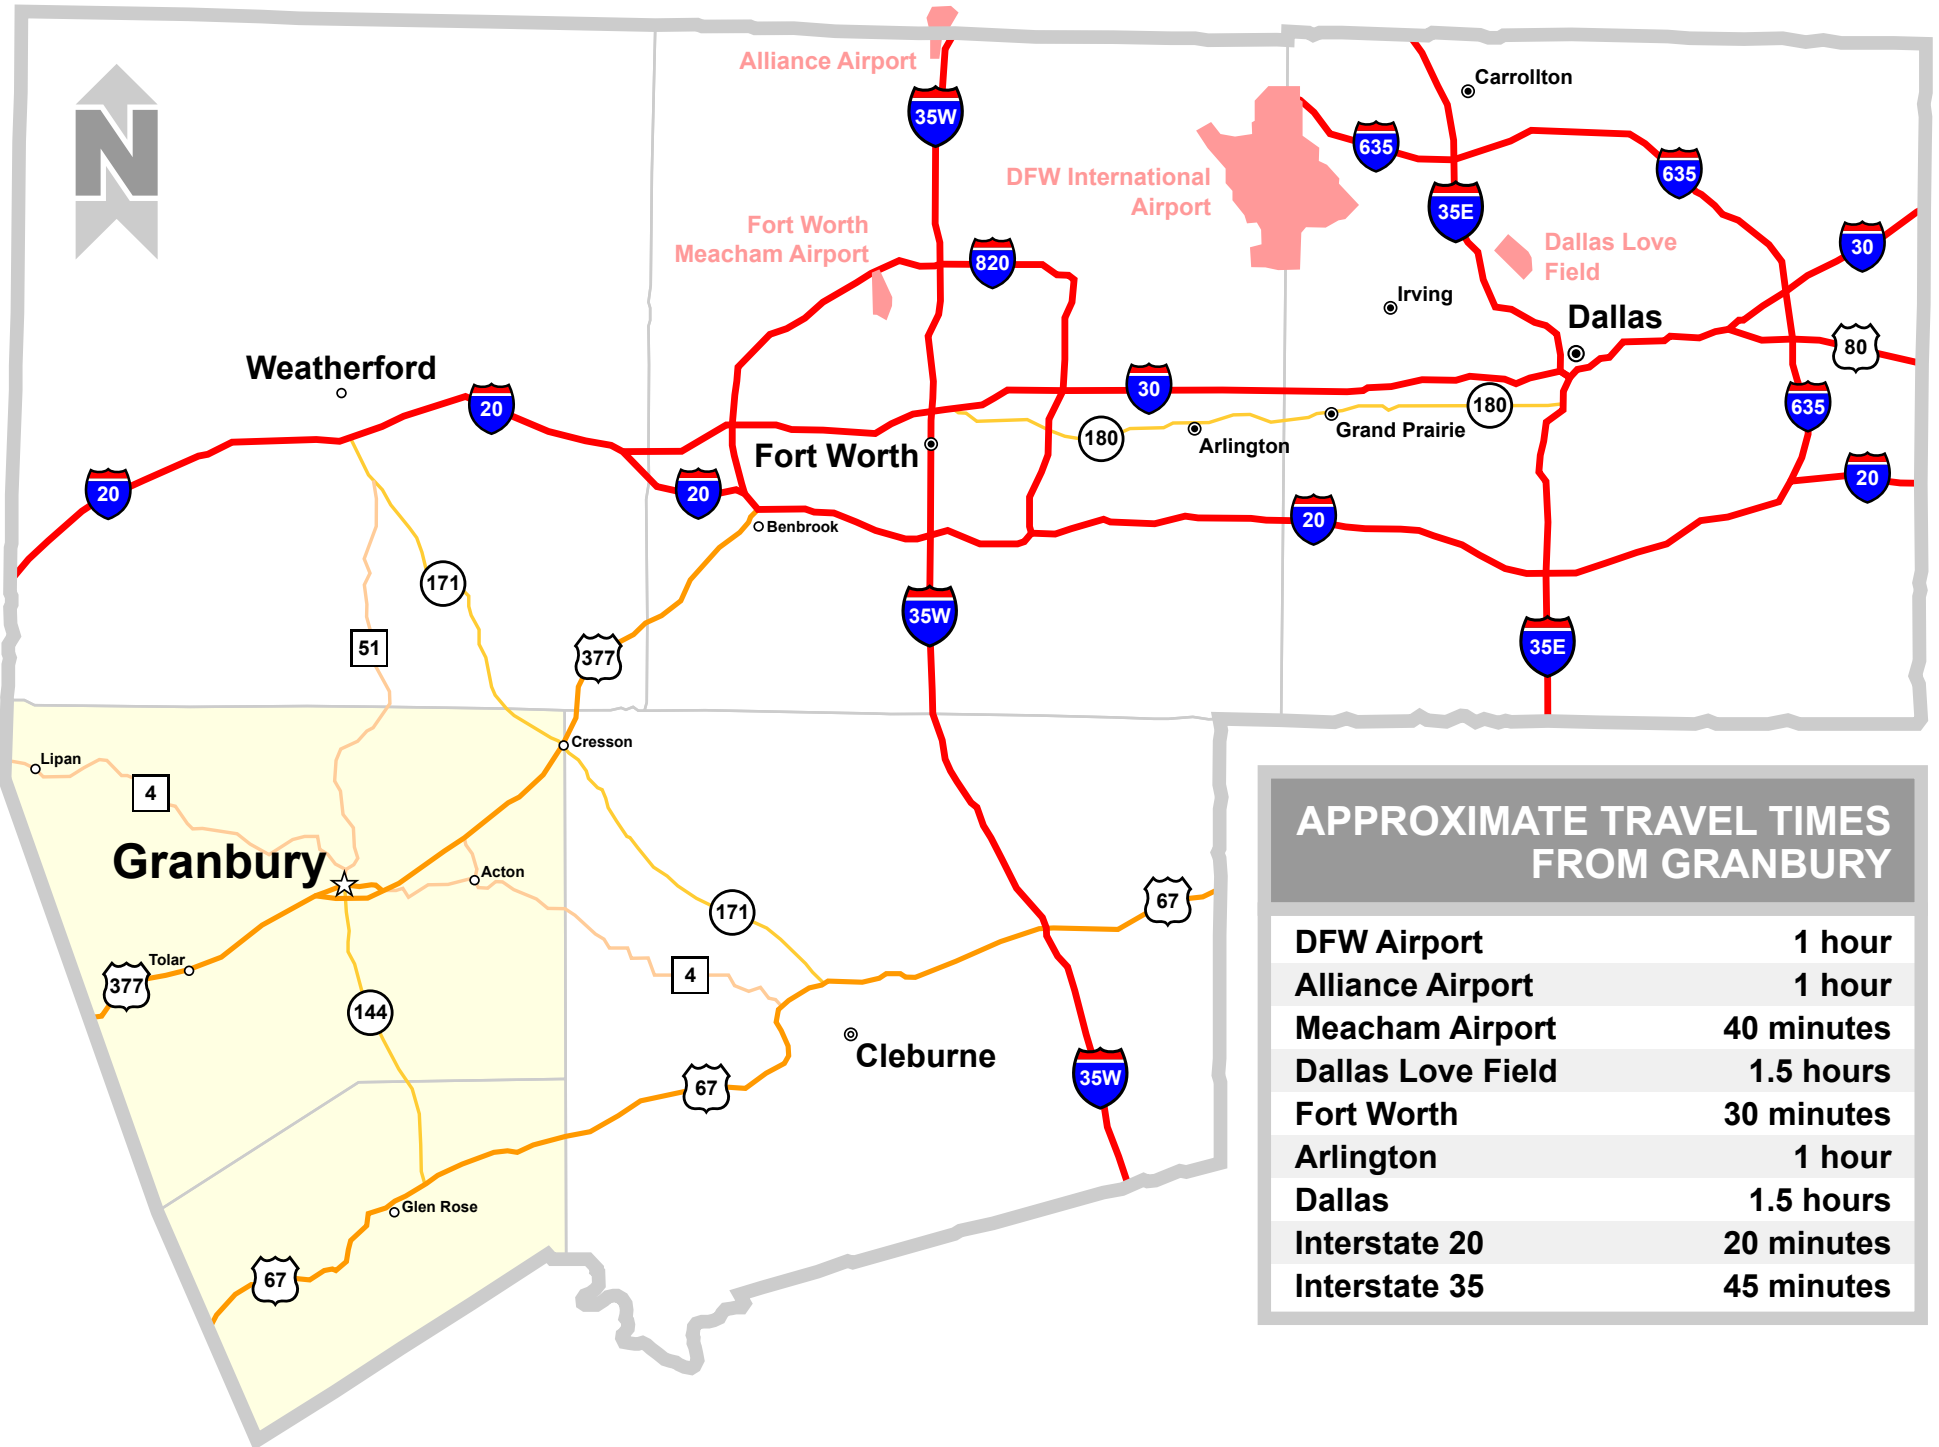 Alliance Airport
35W
Carrollton
N
635
635
DFW International
Airport
35E
Fort Worth
Meacham Airport
820
Dallas Love
Field
30
Irving
Dallas
80
Weatherford
20
30
180
635
Grand Prairie
180
Arlington
Fort Worth
20
20
20
20
Benbrook
171
35W
51
377
35E
Cresson
Lipan
4
Granbury
Acton
171
67
Tolar
377
4
144
Cleburne
67
35W
Glen Rose
67
APPROXIMATE TRAVEL TIMES
FROM GRANBURY
DFW Airport 1 hour
Alliance Airport 1 hour
Meacham Airport 40 minutes
Dallas Love Field 1.5 hours
Fort Worth 30 minutes
Arlington 1 hour
Dallas 1.5 hours
Interstate 20 20 minutes
Interstate 35 45 minutes